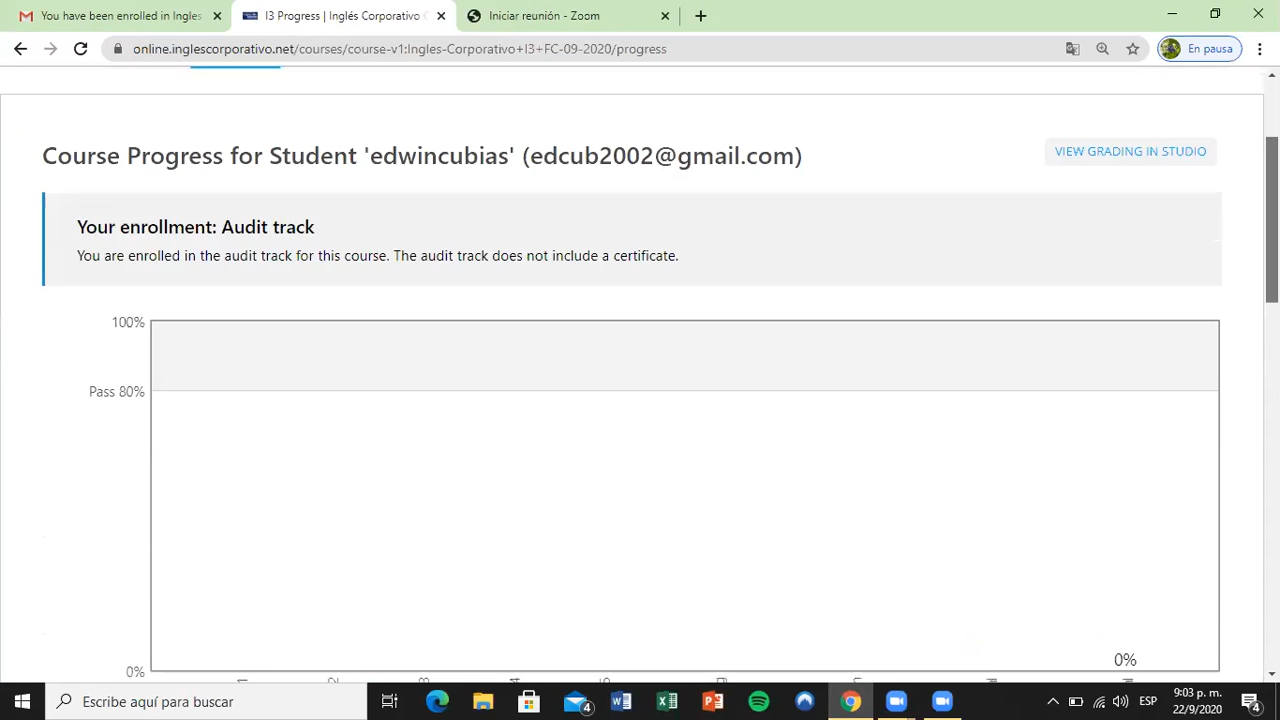 You have been enrolled in Ingles
I3 Progress | Inglés Corporativo
Iniciar reunión - Zoom
online.inglescorporativo.net/courses/course-v1:Ingles-Corporativo+I3+FC-09-2020/progress
En pausa
Course Progress for Student 'edwincubias' (edcub2002@gmail.com)
VIEW GRADING IN STUDIO
Your enrollment: Audit track
You are enrolled in the audit track for this course. The audit track does not include a certificate.
100%
Pass 80%
0%
0%
Escribe aquí para buscar
4
ESP
9:03 p. m.
22/9/2020
4